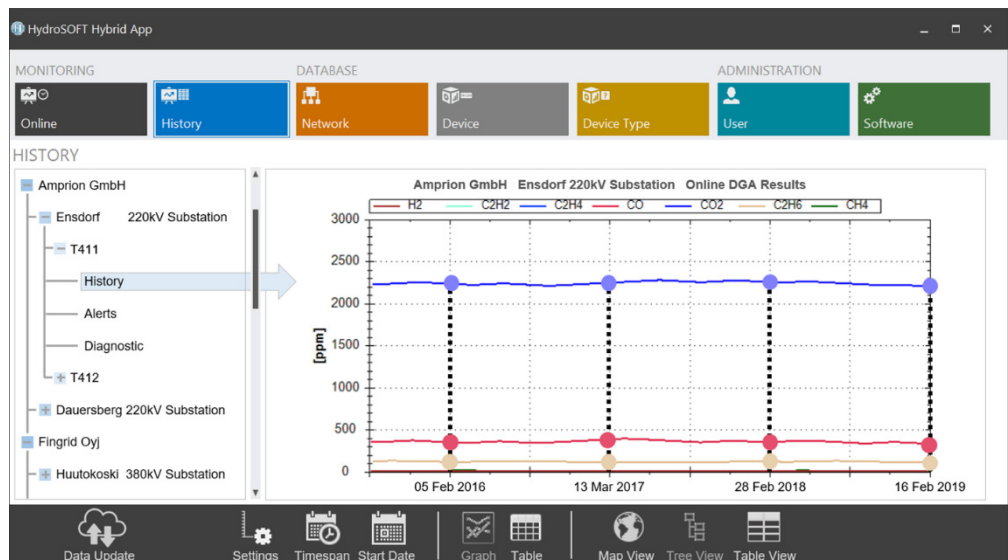 HydroSOFT Hybrid App
MONITORING DATABASE ADMINISTRATION
Online History Network Device Device Type User Software
HISTORY
Amprion GmbH
Ensdorf 220kV Substation
T411
History
Alerts
Diagnostic
T412
Dauersberg 220kV Substation
Fingrid Oyj
Huutokoski 380kV Substation
Amprion GmbH Ensdorf 220kV Substation Online DGA Results
H2 C2H2 C2H4 CO CO2 C2H6 CH4
3000
2500
2000
1500
1000
500
0
[ppm]
05 Feb 2016 13 Mar 2017 28 Feb 2018 16 Feb 2019
Data Update Settings Timespan Start Date Graph Table Map View Tree View Table View